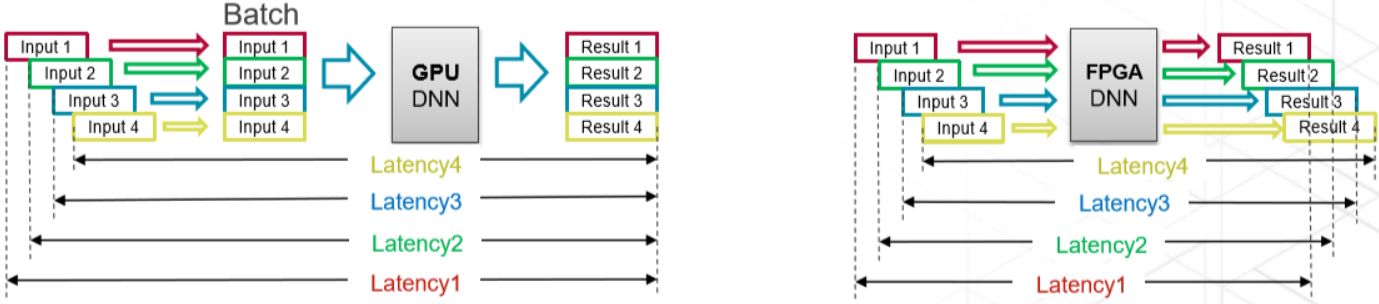 Batch
Input 1
Input 2
Input 3
Input 4
Input 1
Input 2
Input 3
Input 4
GPU
DNN
Result 1
Result 2
Result 3
Result 4
Latency4
Latency3
Latency2
Latency1
Input 1
Input 2
Input 3
Input 4
FPGA
DNN
Result 1
Result 2
Result 3
Result 4
Latency4
Latency3
Latency2
Latency1